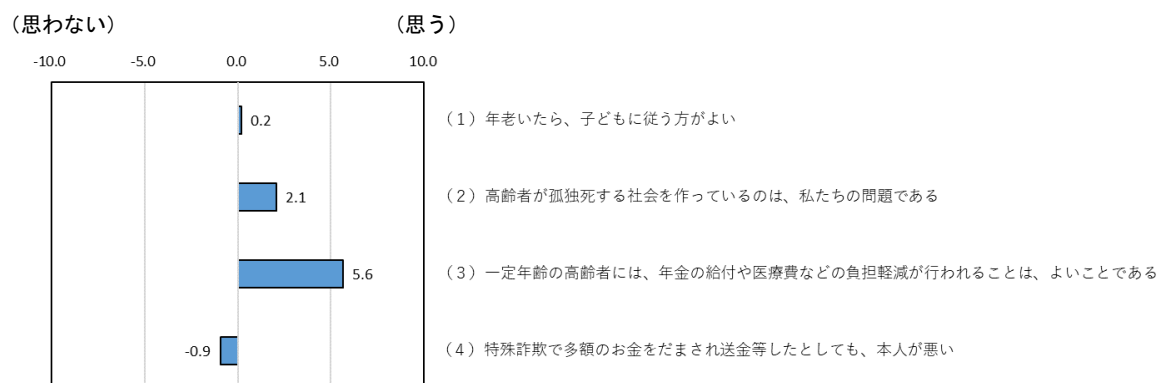 （思わない） （思う）
-10.0 -5.0 0.0 5.0 10.0
0.2 （１）年老いたら、子どもに従う方がよい
2.1 （２）高齢者が孤独死する社会を作っているのは、私たちの問題である
5.6 （３）一定年齢の高齢者には、年金の給付や医療費などの負担軽減が行われることは、よいことである
-0.9 （４）特殊詐欺で多額のお金をだまされ送金等したとしても、本人が悪い